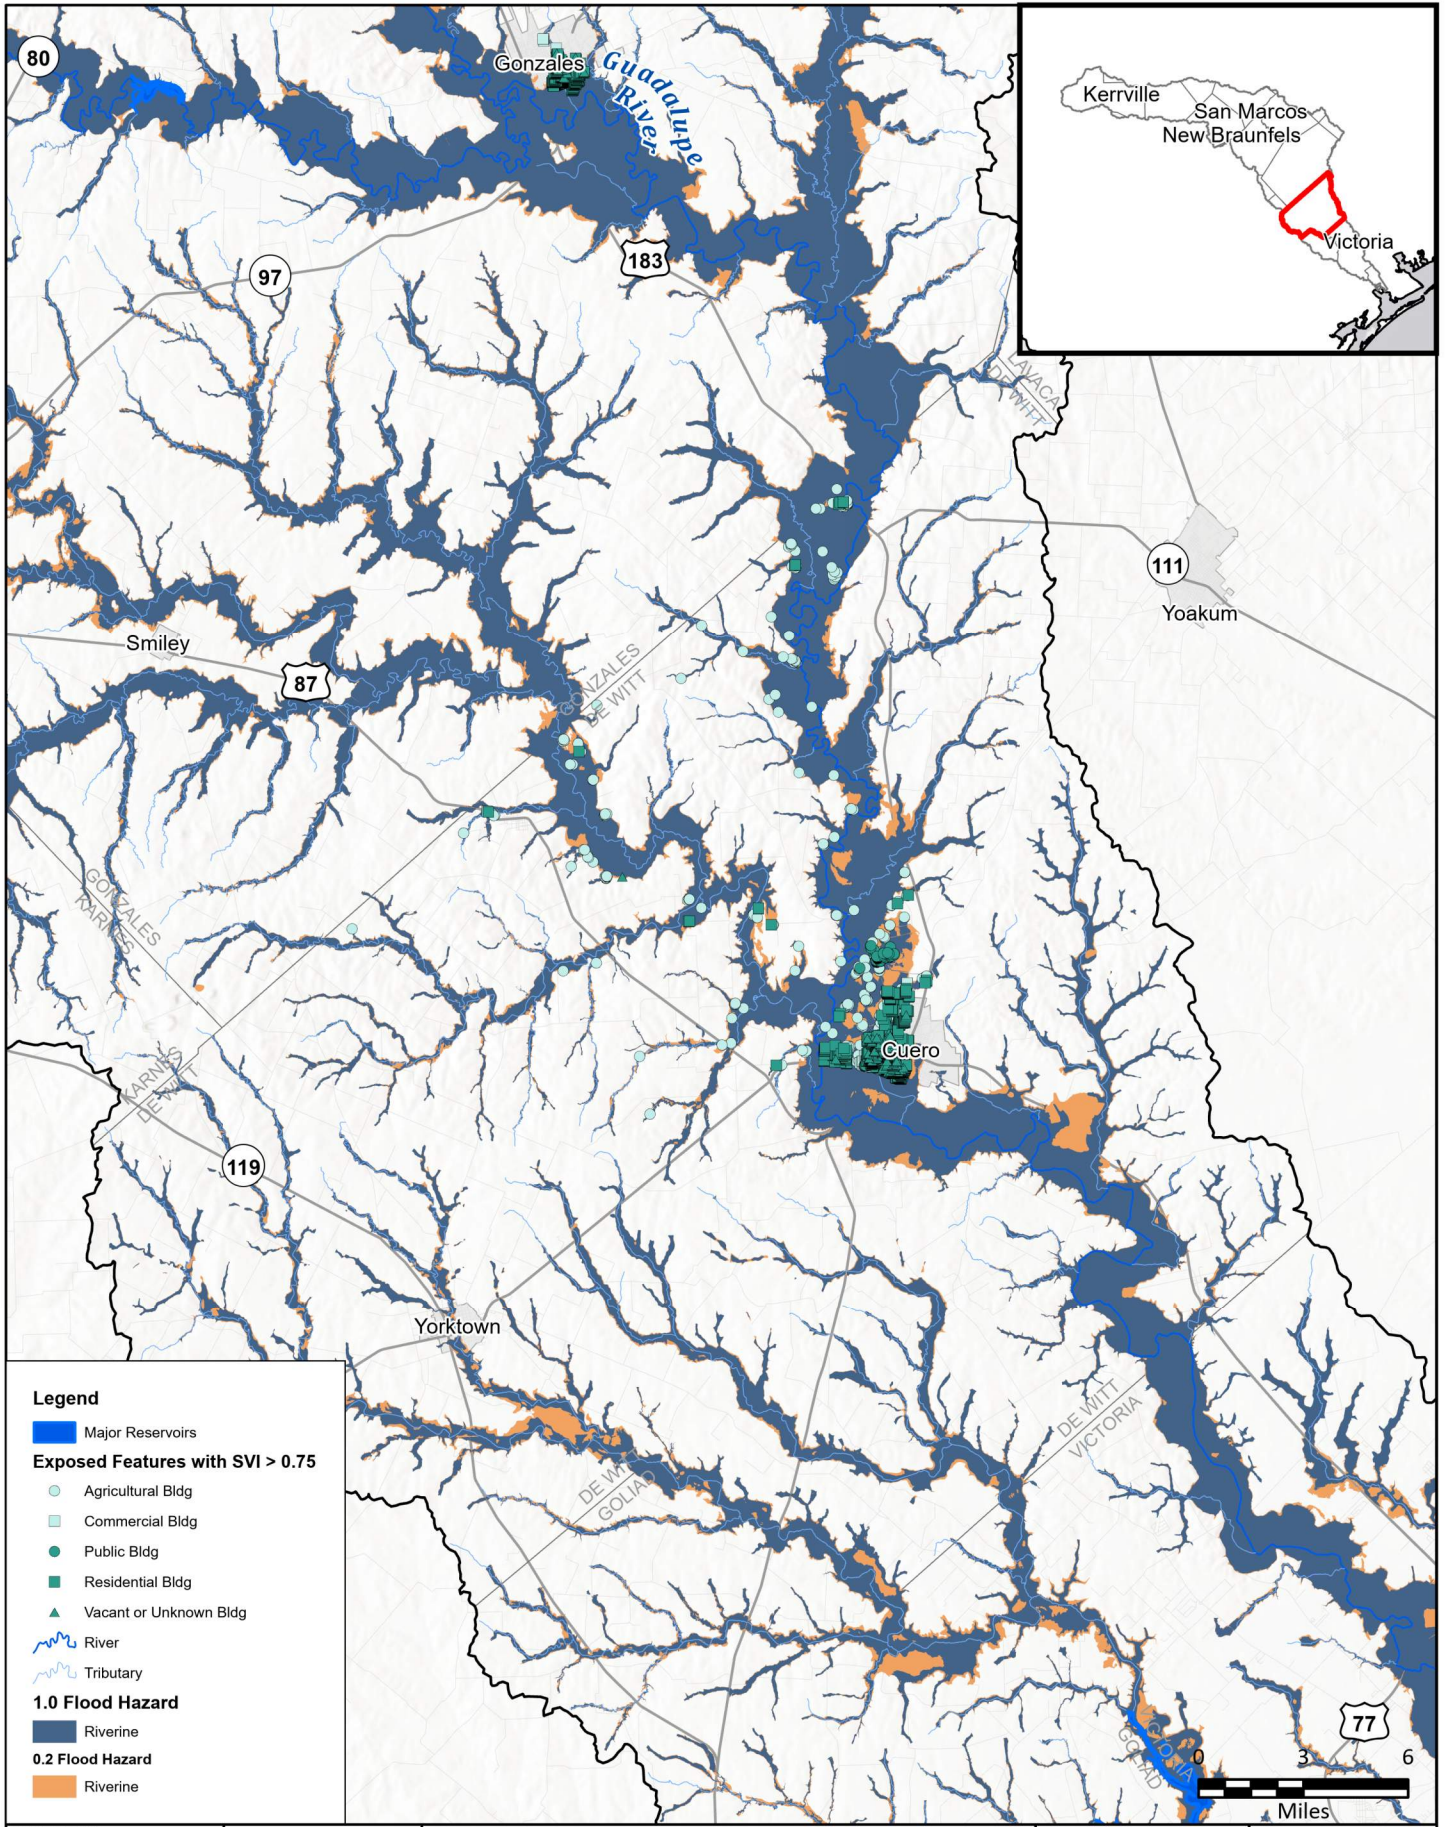 80
Gonzales
Guadalupe
River
Kerrville
San Marcos
New Braunfels
Victoria
183
97
LAVACA
DE WITT
111
Yoakum
Smiley
87
GONZALES
DE WITT
GONZALES
KARNES
Cuero
KARNES
DE WITT
119
Yorktown
DE WITT
VICTORIA
DE WITT
GOLIAD
Legend
Major Reservoirs
Exposed Features with SVI > 0.75
Agricultural Bldg
Commercial Bldg
Public Bldg
Residential Bldg
Vacant or Unknown Bldg
River
Tributary
1.0 Flood Hazard
Riverine
0.2 Flood Hazard
Riverine
VICTORIA
GOLIAD
77
0 3 6
Miles